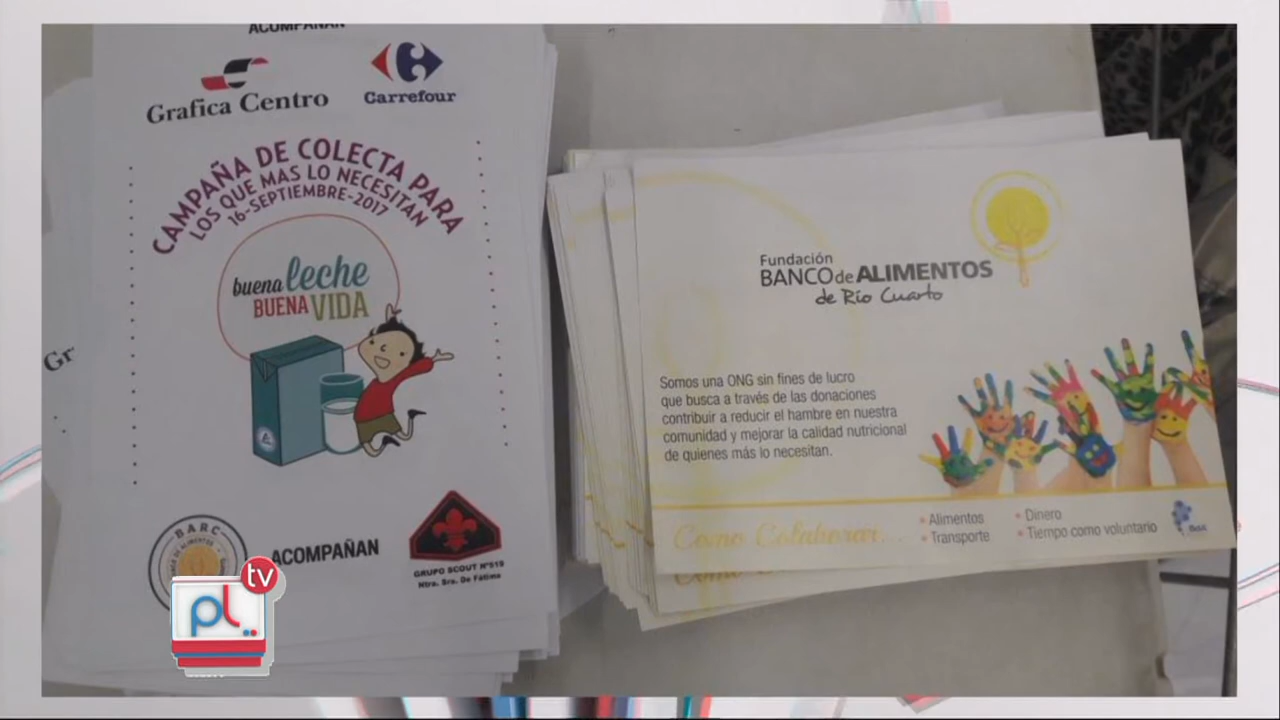 ACOMPAÑAN
Grafica Centro
Carrefour
CAMPAÑA DE COLECTA PARA
LOS QUE MAS LO NECESITAN
16-SEPTIEMBRE-2017
buena leche
BUENA VIDA
BARC
ACOMPAÑAN
GRUPO SCOUT Nº519
Ntra. Sra. De Fátima
Gr
tv
pl
Fundación
BANCO de ALIMENTOS
de Río Cuarto
Somos una ONG sin fines de lucro
que busca a través de las donaciones
contribuir a reducir el hambre en nuestra
comunidad y mejorar la calidad nutricional
de quienes más lo necesitan.
Como Colaborar...
• Alimentos
• Transporte
• Dinero
• Tiempo como voluntario